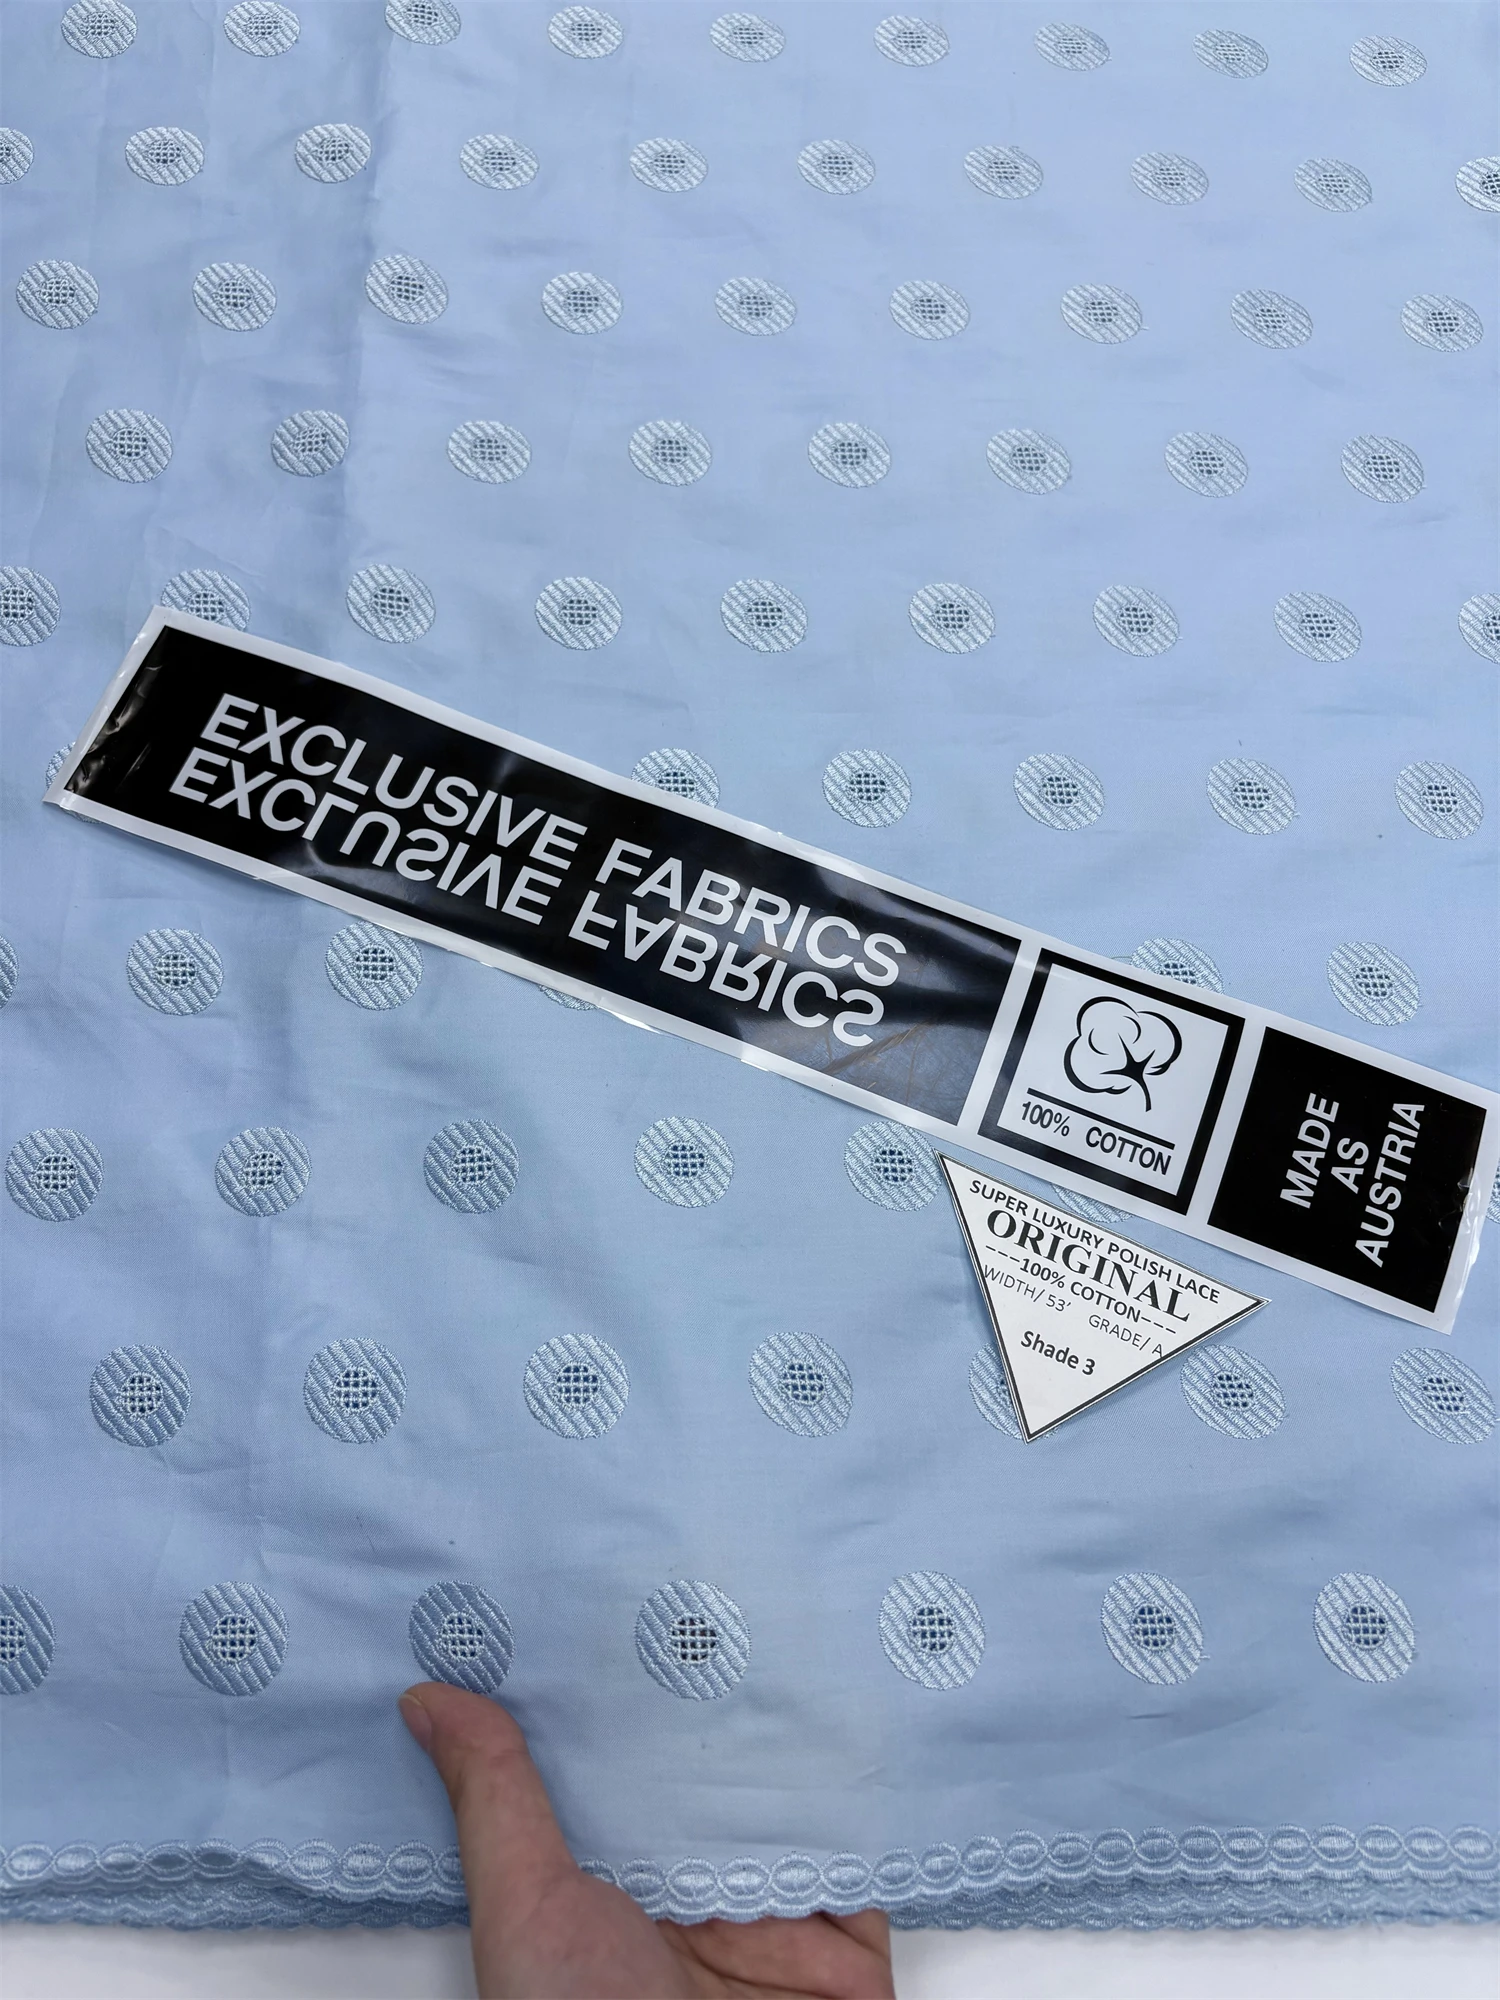 EXCLUSIVE FABRICS
EXCLUSIVE FABRICS
100% COTTON
MADE
AS
AUSTRIA
SUPER LUXURY POLISH LACE
ORIGINAL
---100% COTTON---
WIDTH/ 53' GRADE/ A
Shade 3